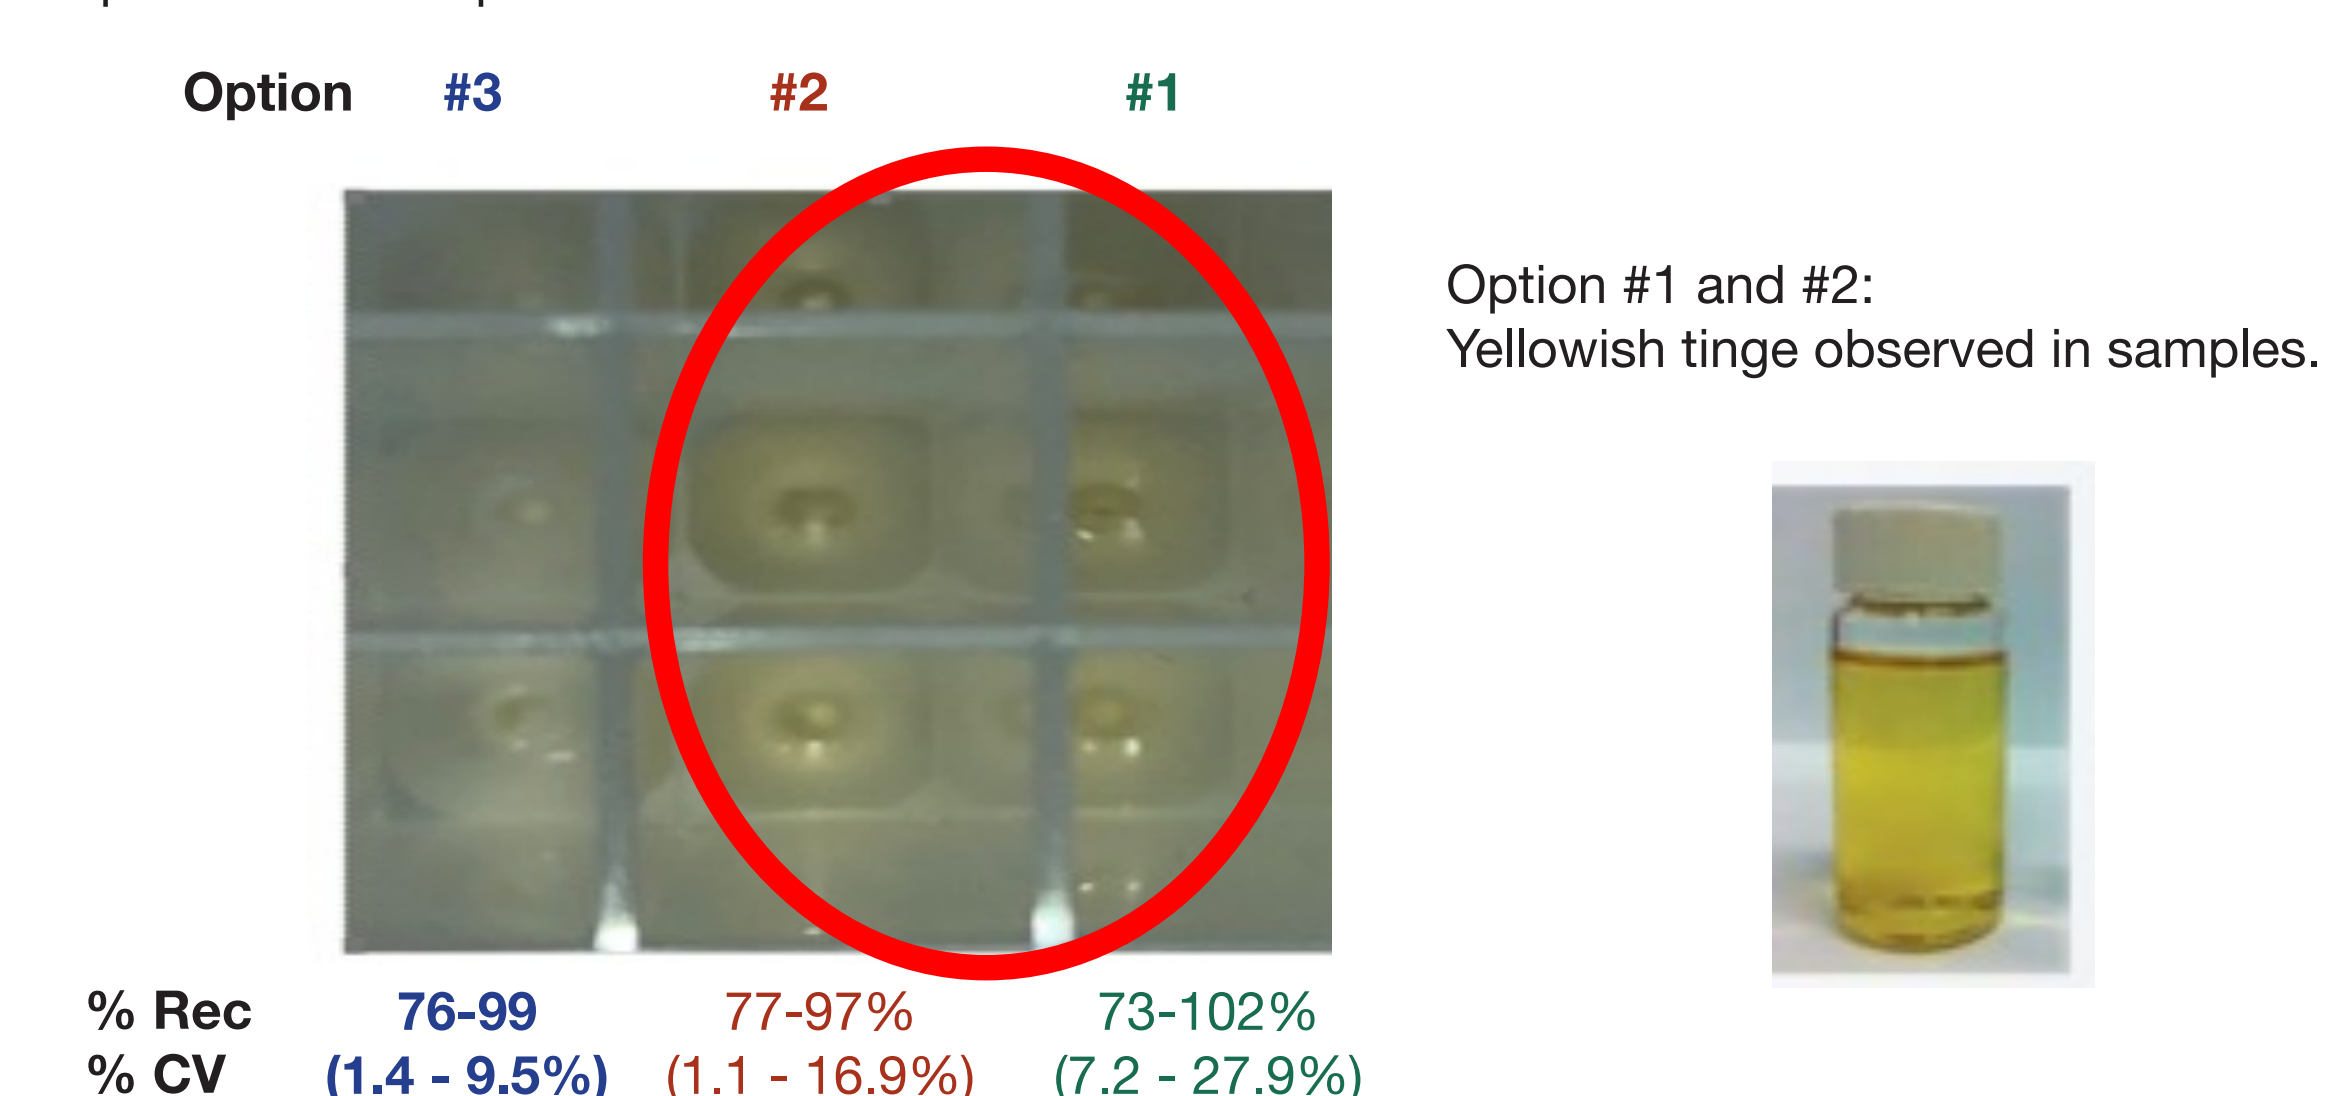 Option #3 #2 #1
Option #1 and #2:
Yellowish tinge observed in samples.
% Rec 76-99 77-97% 73-102%
% CV (1.4 - 9.5%) (1.1 - 16.9%) (7.2 - 27.9%)